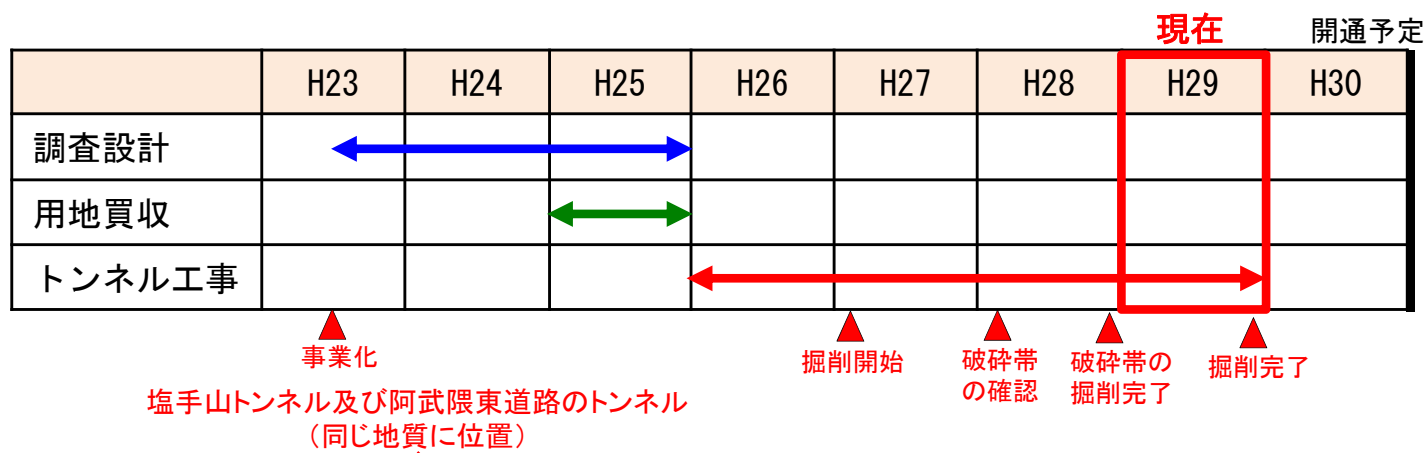 現在 開通予定
H23 H24 H25 H26 H27 H28 H29 H30
調査設計
用地買収
トンネル工事
事業化 掘削開始 破砕帯の確認 破砕帯の掘削完了 掘削完了
塩手山トンネル及び阿武隈東道路のトンネル
（同じ地質に位置）